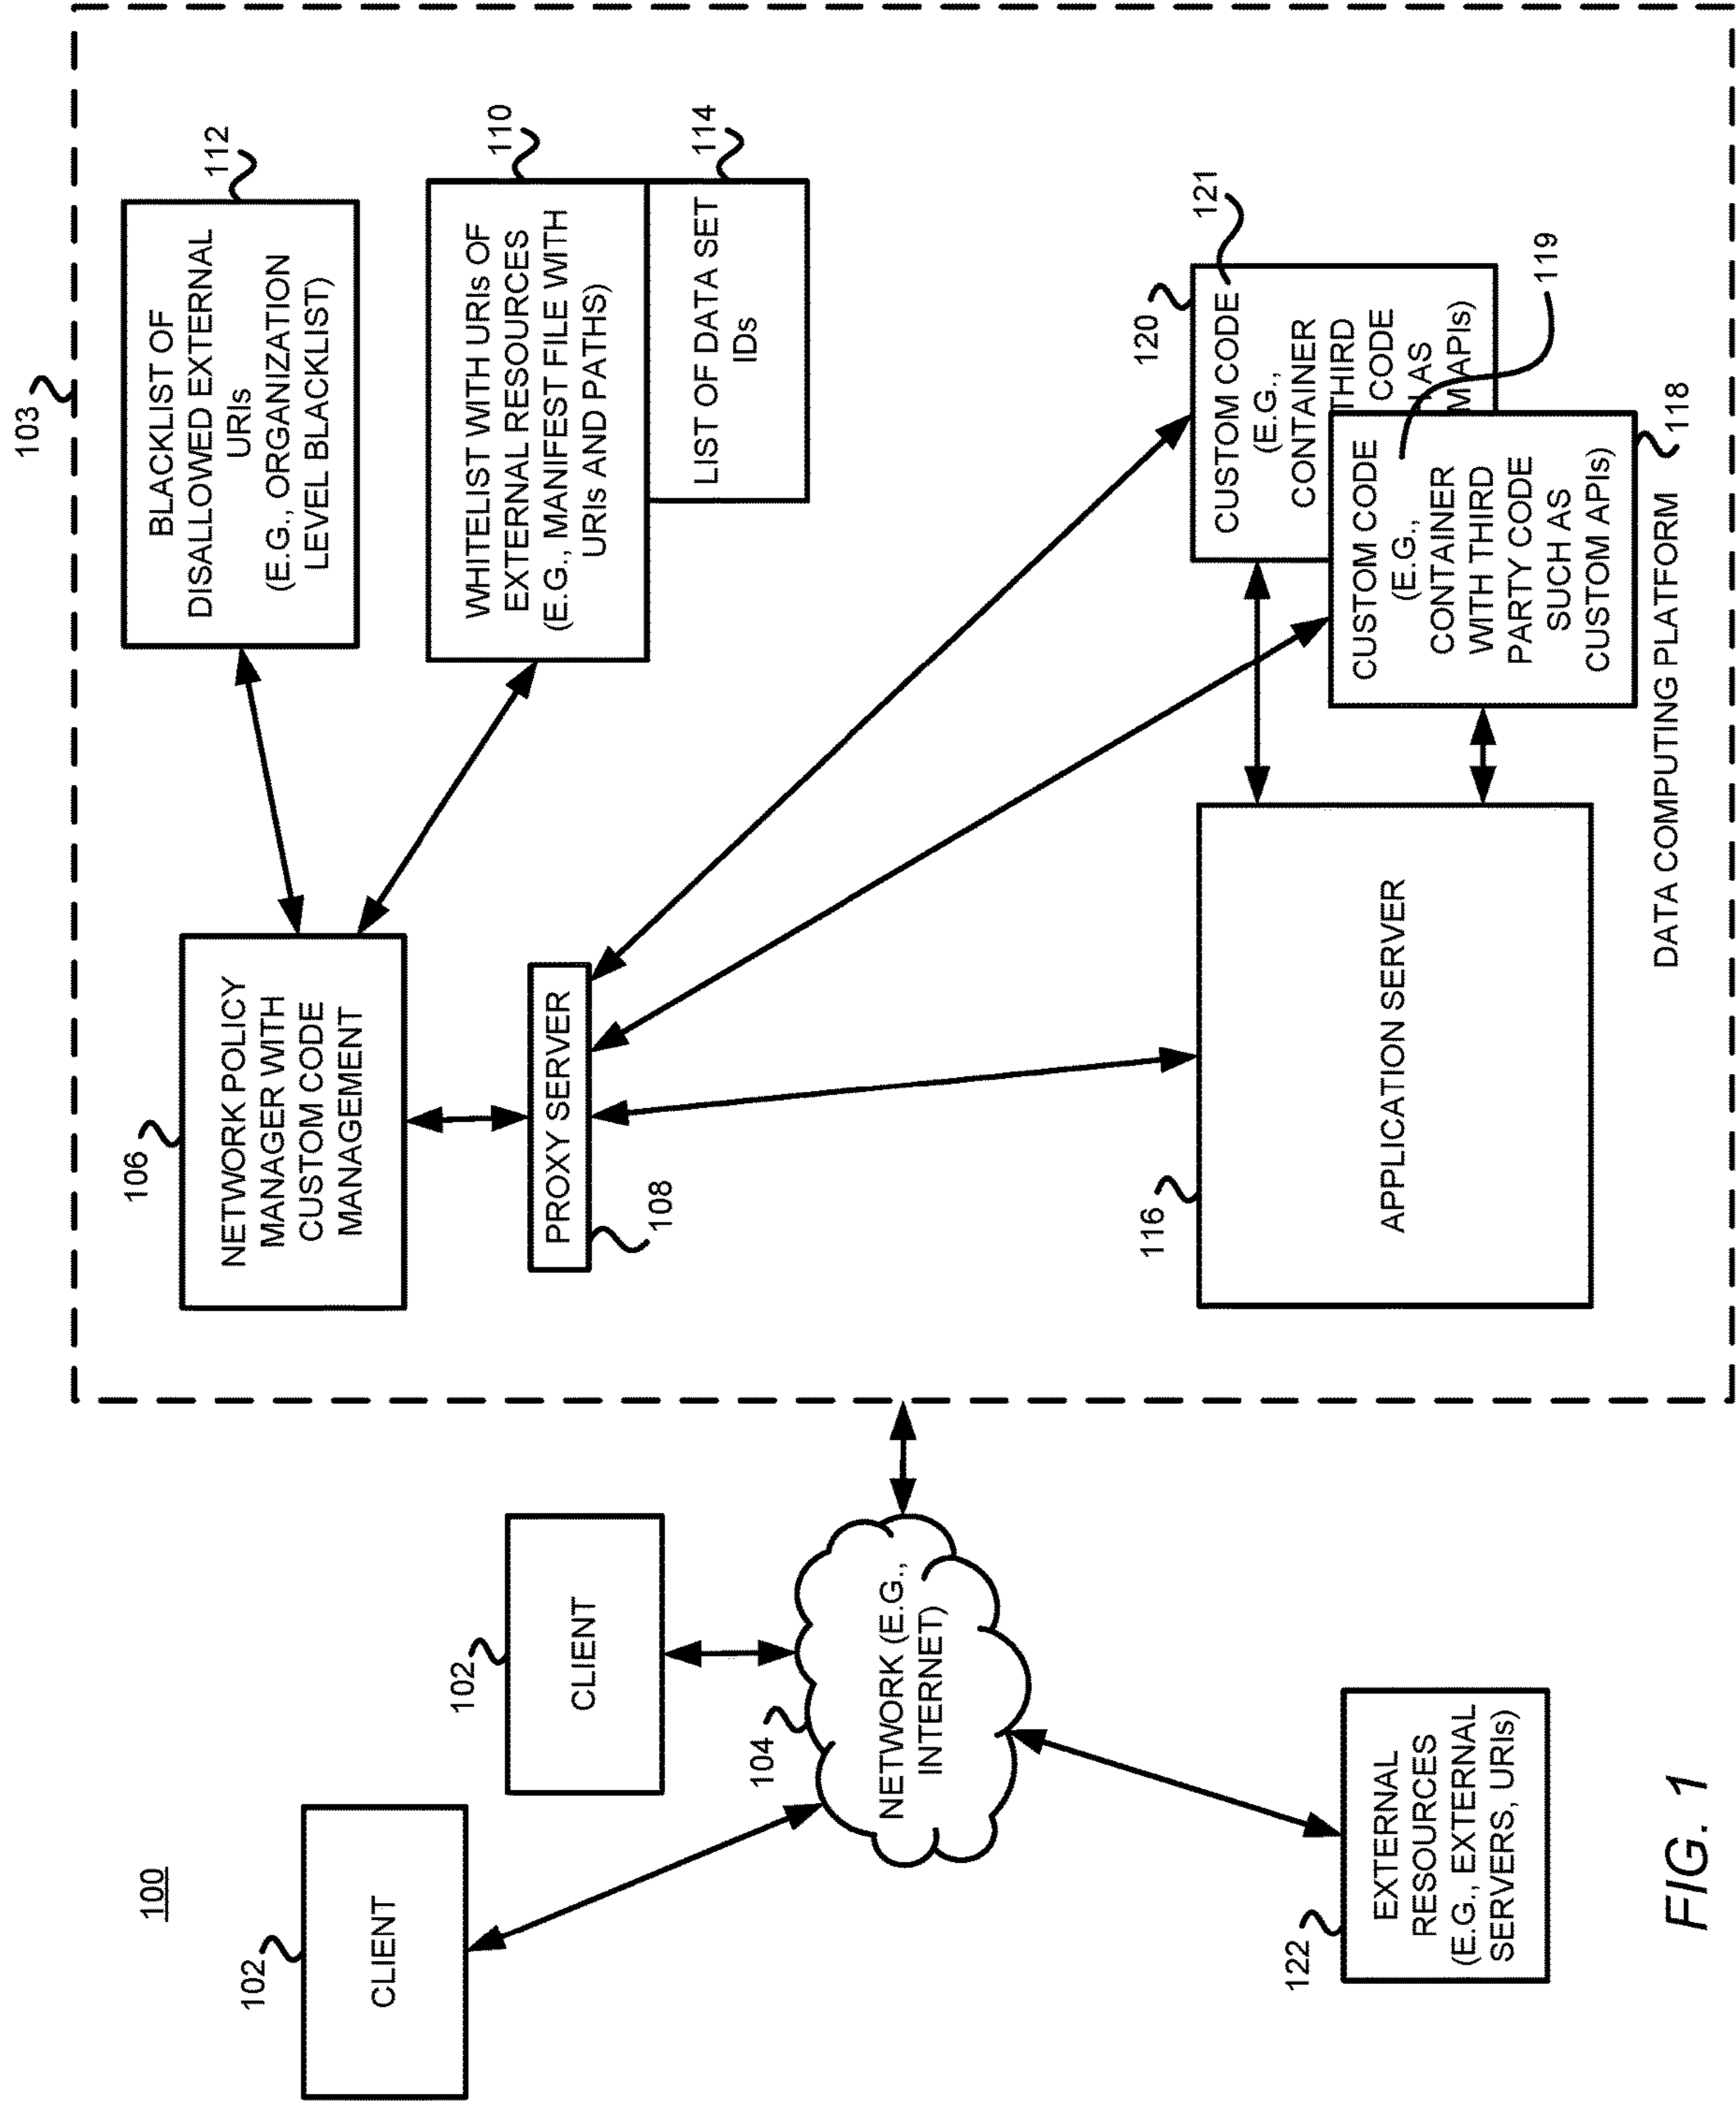 100
102
CLIENT
102
CLIENT
104
NETWORK (E.G.,
INTERNET)
122
EXTERNAL
RESOURCES
(E.G., EXTERNAL
SERVERS, URIs)
103
106
NETWORK POLICY
MANAGER WITH
CUSTOM CODE
MANAGEMENT
112
BLACKLIST OF
DISALLOWED EXTERNAL
URIs
(E.G., ORGANIZATION
LEVEL BLACKLIST)
110
WHITELIST WITH URIs OF
EXTERNAL RESOURCES
(E.G., MANIFEST FILE WITH
URIs AND PATHS)
114
LIST OF DATA SET
IDs
PROXY SERVER
108
116
APPLICATION SERVER
120
121
CUSTOM CODE
(E.G.,
CONTAINER
THIRD
CODE
AS
APIs)
119
CUSTOM CODE
(E.G.,
CONTAINER
WITH THIRD
PARTY CODE
SUCH AS
CUSTOM APIs)
118
DATA COMPUTING PLATFORM
FIG. 1